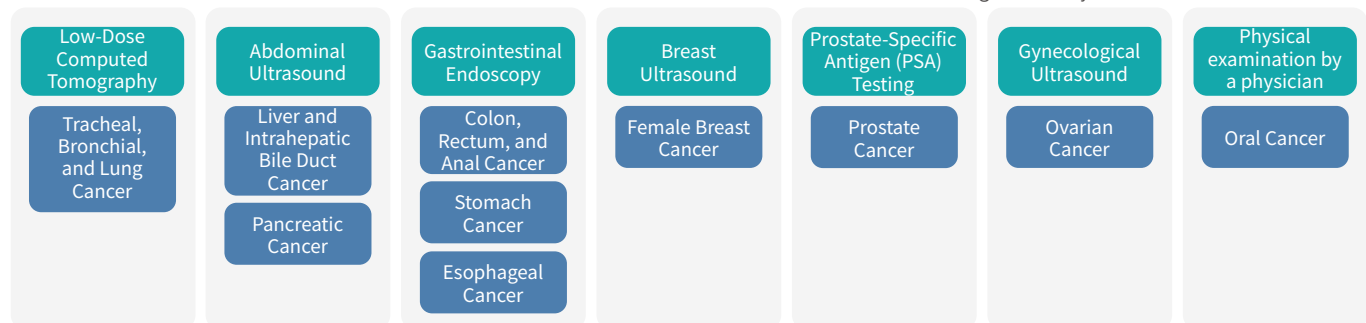 Low-Dose
Computed
Tomography
Tracheal,
Bronchial,
and Lung
Cancer
Abdominal
Ultrasound
Liver and
Intrahepatic
Bile Duct
Cancer
Pancreatic
Cancer
Gastrointestinal
Endoscopy
Colon,
Rectum, and
Anal Cancer
Stomach
Cancer
Esophageal
Cancer
Breast
Ultrasound
Female Breast
Cancer
Prostate-Specific
Antigen (PSA)
Testing
Prostate
Cancer
Gynecological
Ultrasound
Ovarian
Cancer
Physical
examination by
a physician
Oral Cancer